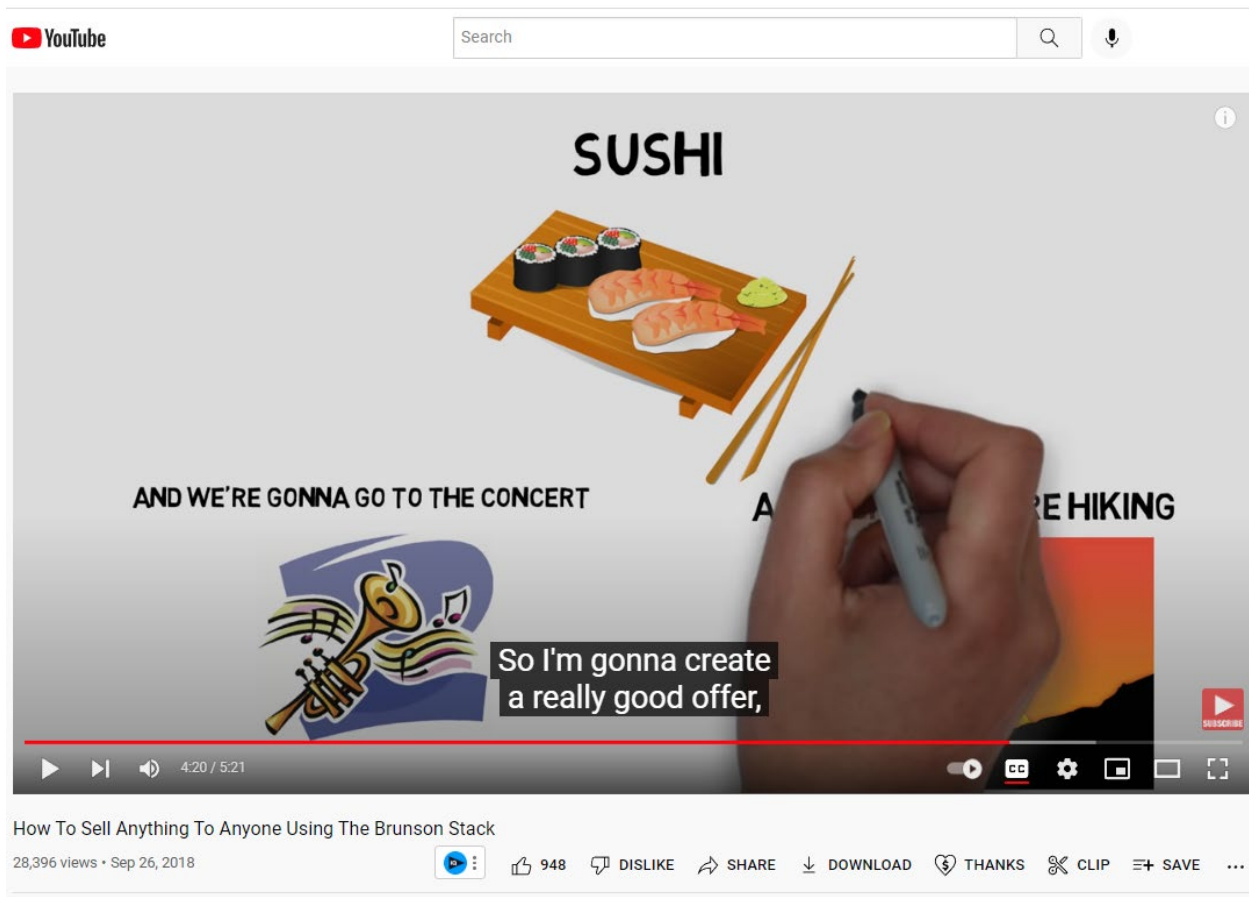 YouTube
Search
SUSHI
AND WE'RE GONNA GO TO THE CONCERT
A
RE HIKING
So I'm gonna create
a really good offer,
SUBSCRIBE
4:20 / 5:21
CC
How To Sell Anything To Anyone Using The Brunson Stack
28,396 views • Sep 26, 2018
948 DISLIKE SHARE DOWNLOAD THANKS CLIP SAVE ...